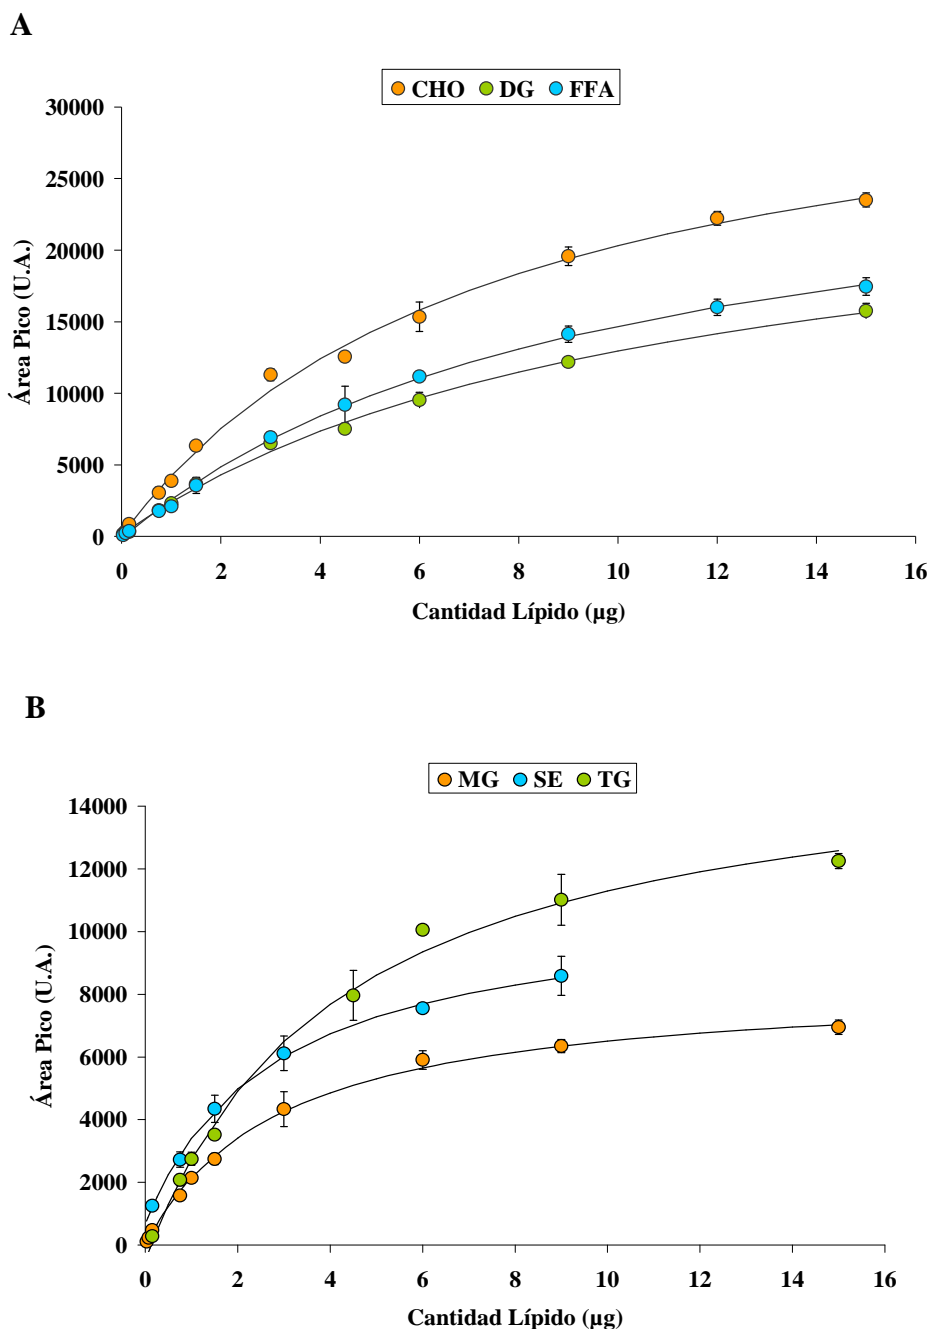 A
CHO DG FFA
30000
25000
20000
15000
10000
5000
0
Área Pico (U.A.)
0 2 4 6 8 10 12 14 16
Cantidad Lípido (µg)
B
MG SE TG
14000
12000
10000
8000
6000
4000
2000
0
Área Pico (U.A.)
0 2 4 6 8 10 12 14 16
Cantidad Lípido (µg)